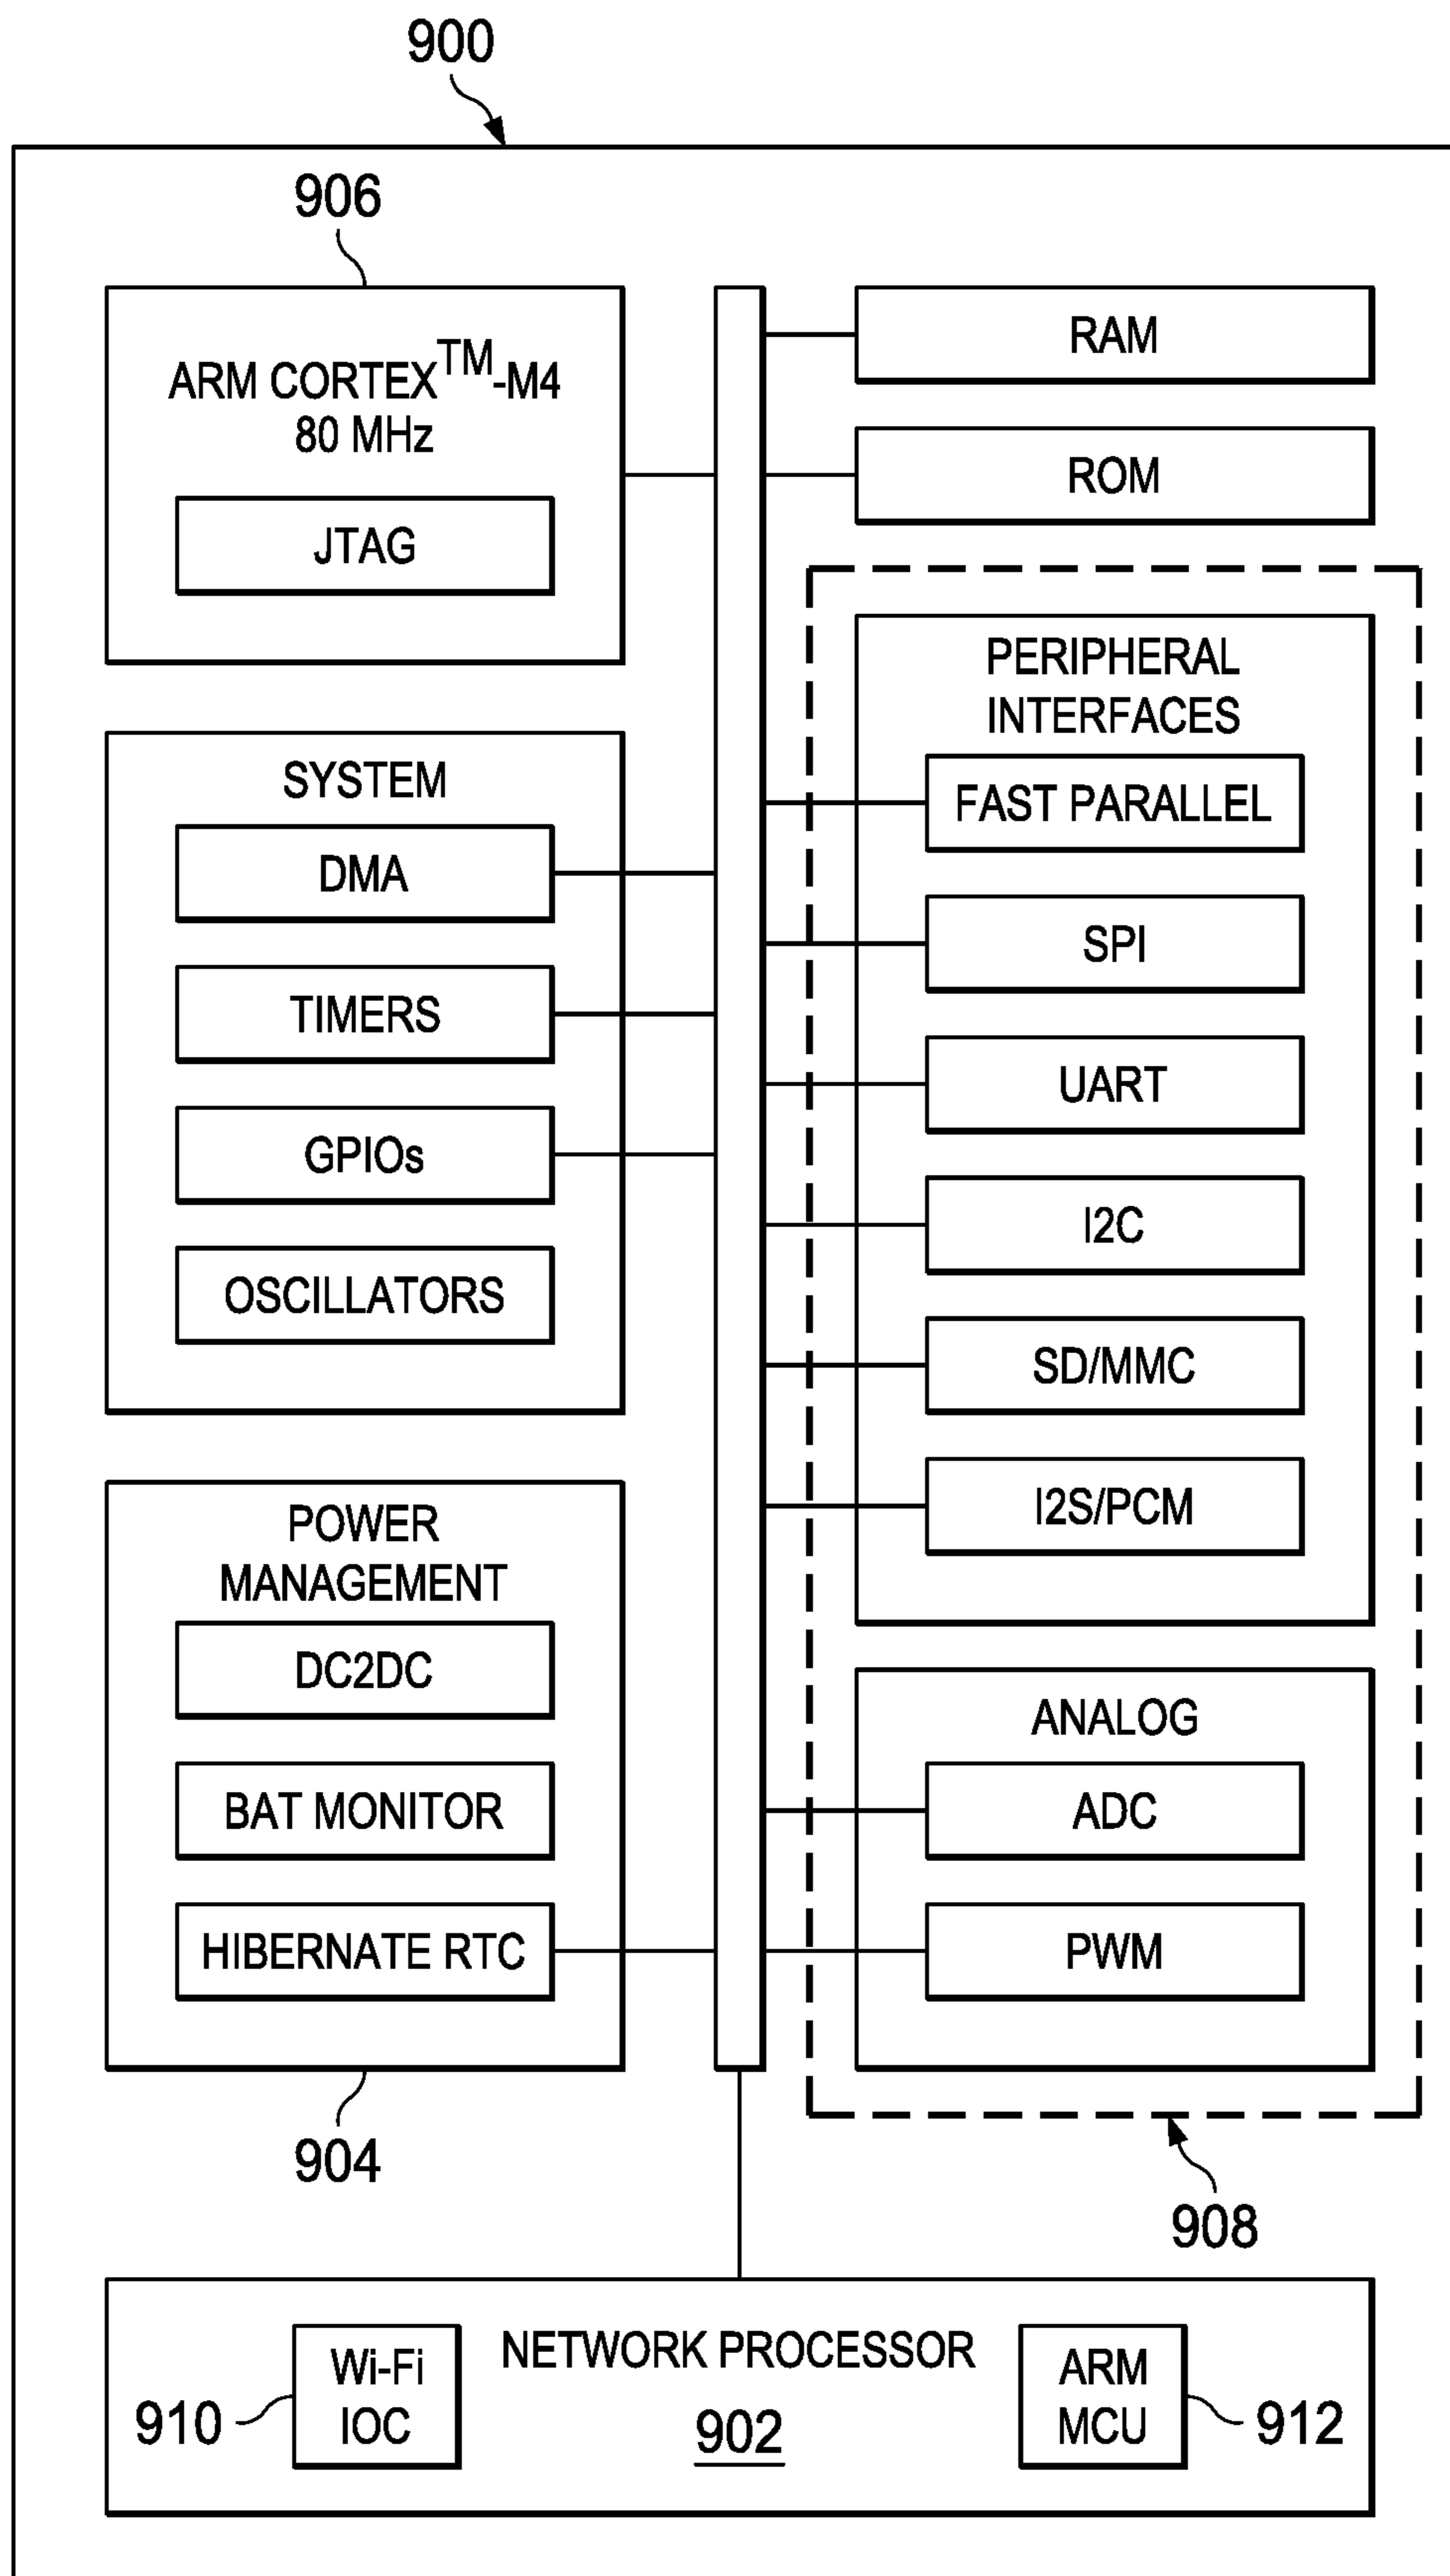 900
906
ARM CORTEX™-M4
80 MHz
JTAG
SYSTEM
DMA
TIMERS
GPIOs
OSCILLATORS
POWER
MANAGEMENT
DC2DC
BAT MONITOR
HIBERNATE RTC
904
RAM
ROM
PERIPHERAL
INTERFACES
FAST PARALLEL
SPI
UART
I2C
SD/MMC
I2S/PCM
ANALOG
ADC
PWM
908
910
Wi-Fi
IOC
NETWORK PROCESSOR
902
ARM
MCU
912